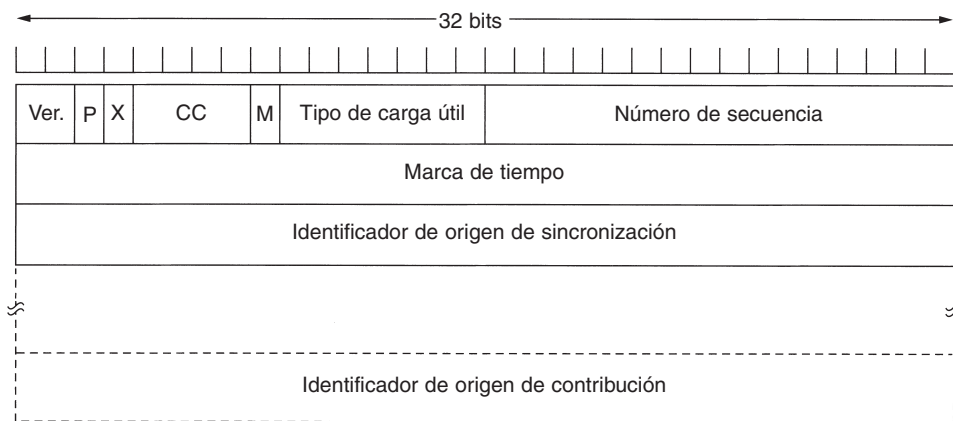 32 bits
Ver. P X CC M Tipo de carga útil Número de secuencia
Marca de tiempo
Identificador de origen de sincronización
Identificador de origen de contribución